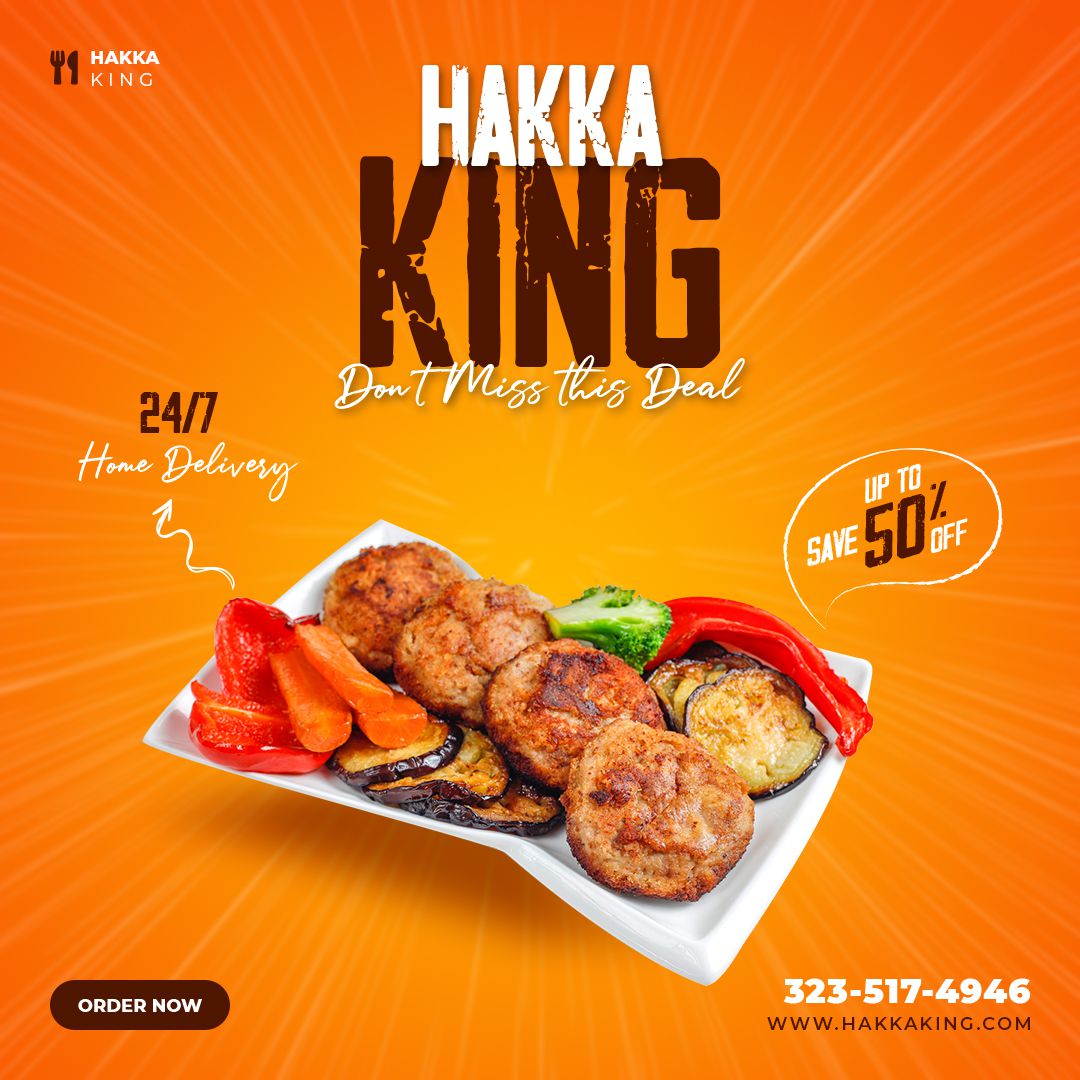 HAKKA
KING
HAKKA
KING
Don't Miss this Deal
24/7
Home Delivery
UP TO
SAVE 50% OFF
ORDER NOW
323-517-4946
WWW.HAKKAKING.COM